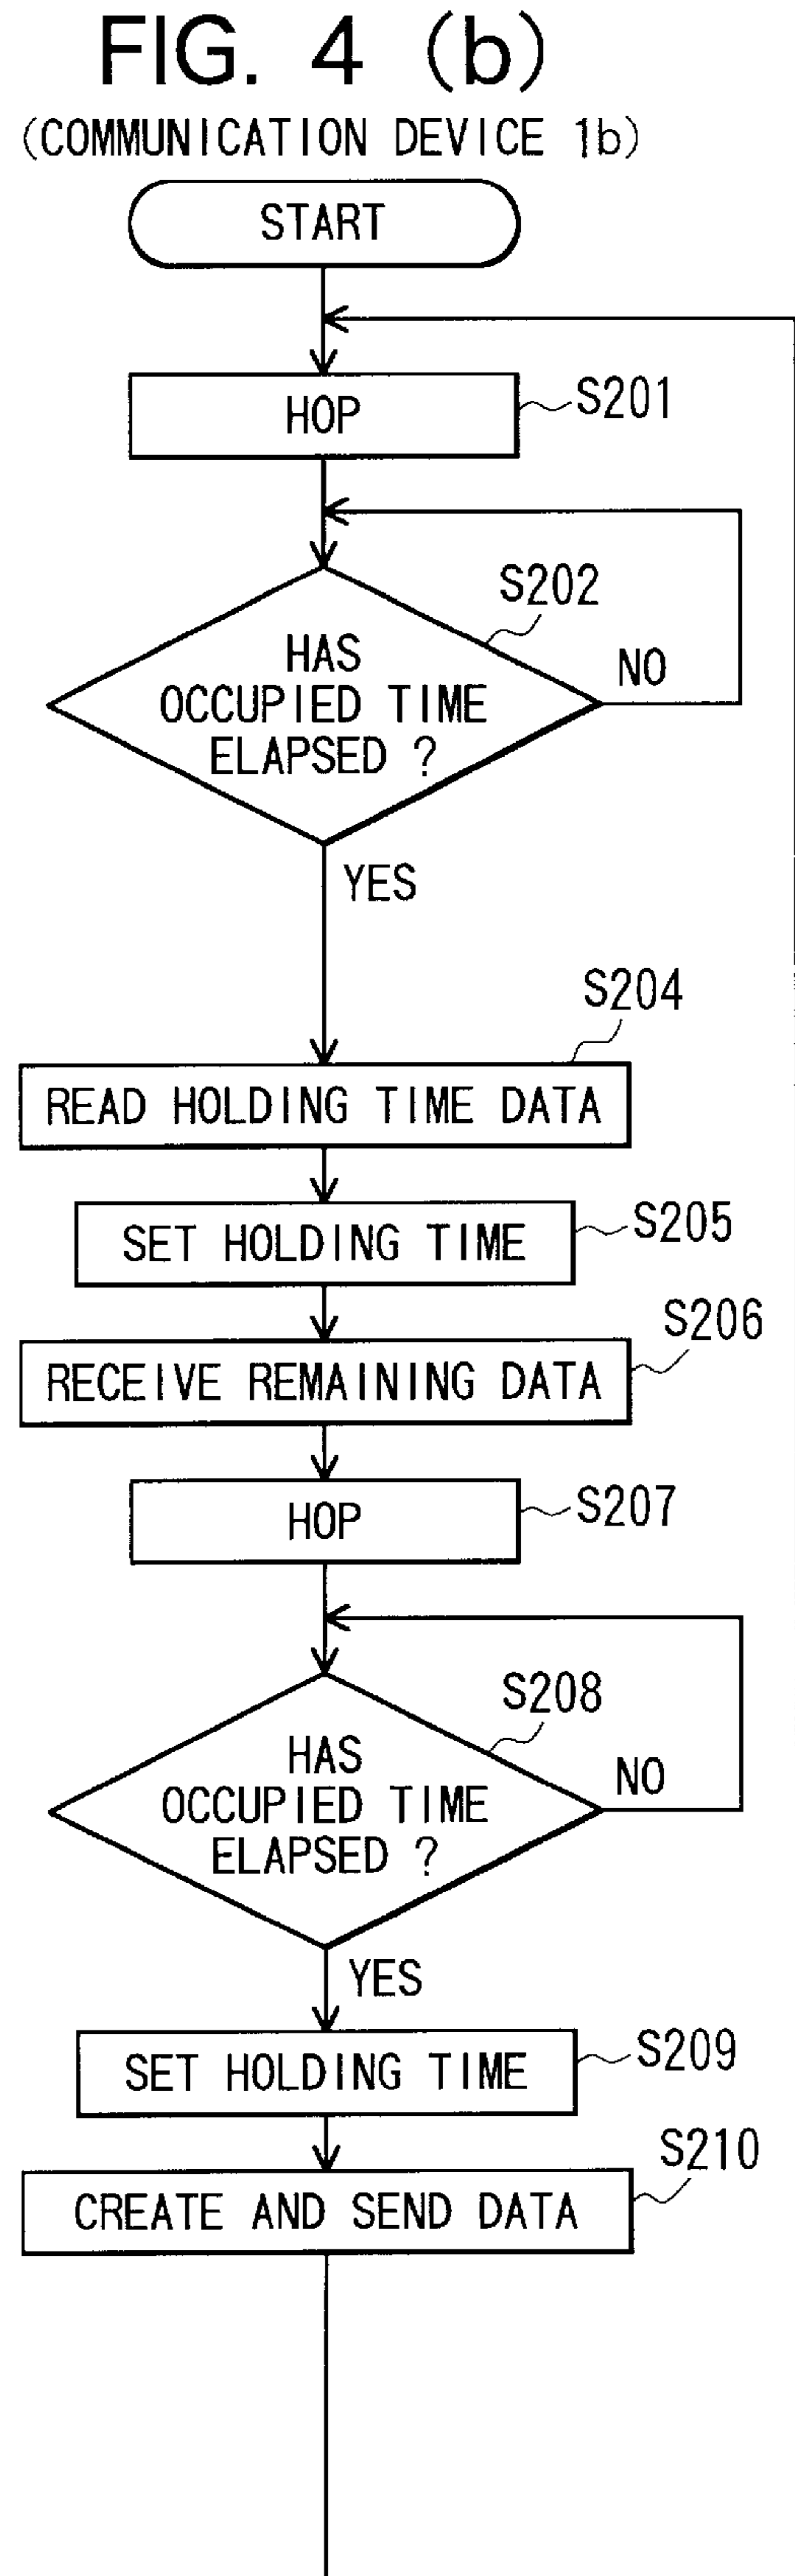 FIG. 4 (b)
(COMMUNICATION DEVICE 1b)
START
HOP
S201
S202
HAS
OCCUPIED TIME
ELAPSED ?
NO
YES
S204
READ HOLDING TIME DATA
SET HOLDING TIME
S205
S206
RECEIVE REMAINING DATA
HOP
S207
S208
HAS
OCCUPIED TIME
ELAPSED ?
NO
YES
SET HOLDING TIME
S209
S210
CREATE AND SEND DATA